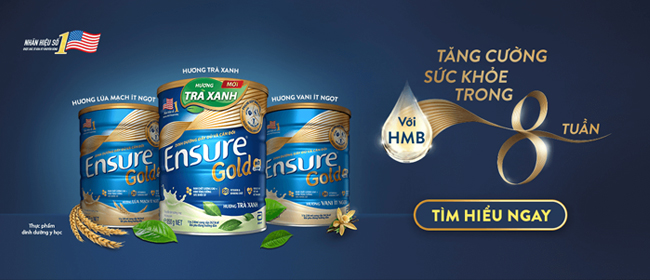 NHÃN HIỆU SỐ 1
HƯƠNG TRÀ XANH
HƯƠNG LÚA MẠCH ÍT NGỌT
HƯƠNG VANI ÍT NGỌT
HƯƠNG MỚI
TRÀ XANH
Ensure
Gold
Ensure
Gold
Ensure
Gold
HƯƠNG TRÀ XANH
HƯƠNG VANI ÍT NGỌT
Thực phẩm
dinh dưỡng y học
TĂNG CƯỜNG
SỨC KHỎE
TRONG
8 TUẦN
Với
HMB
TÌM HIỂU NGAY